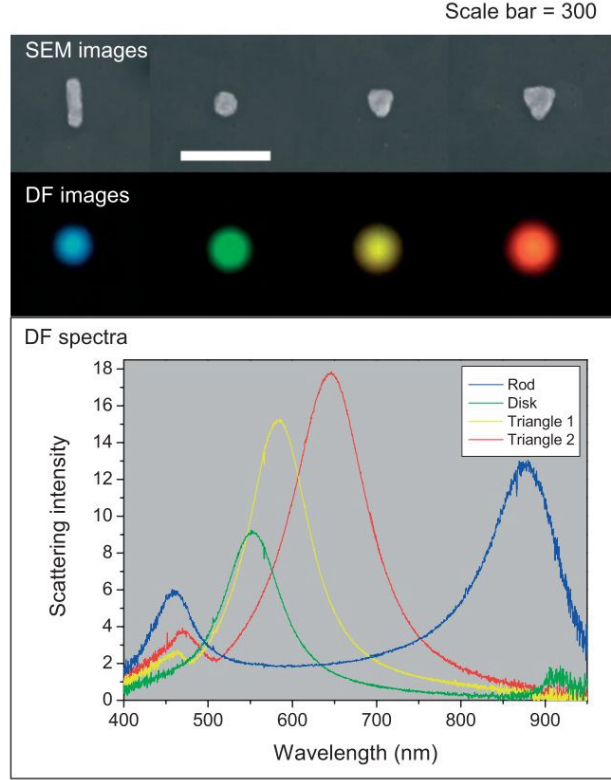 Scale bar = 300
SEM images
DF images
DF spectra
18
16
14
12
10
8
6
4
2
0
Scattering intensity
Rod
Disk
Triangle 1
Triangle 2
400 500 600 700 800 900
Wavelength (nm)